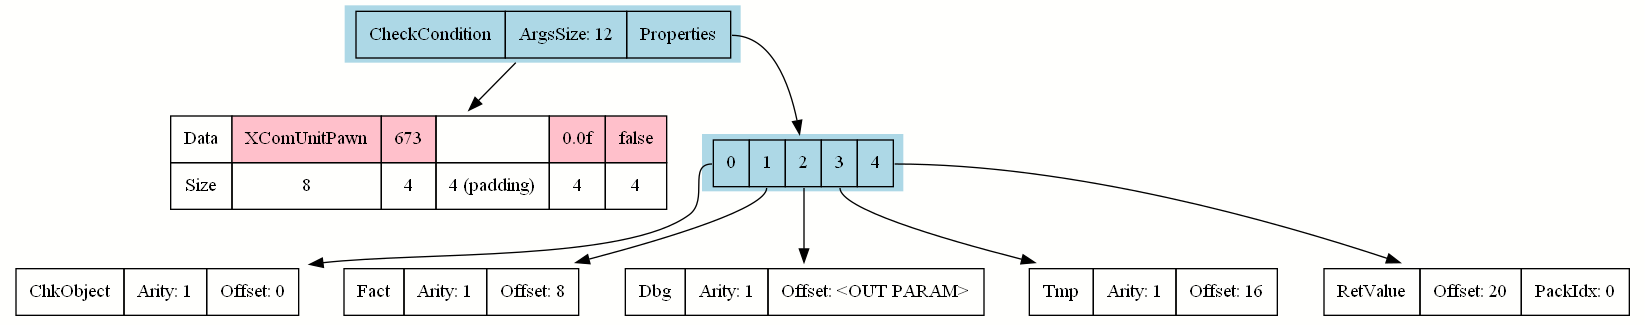 CheckCondition ArgsSize: 12 Properties
Data XComUnitPawn 673 0.0f false
Size 8 4 4 (padding) 4 4
0 1 2 3 4
ChkObject Arity: 1 Offset: 0
Fact Arity: 1 Offset: 8
Dbg Arity: 1 Offset: <OUT PARAM>
Tmp Arity: 1 Offset: 16
RetValue Offset: 20 PackIdx: 0